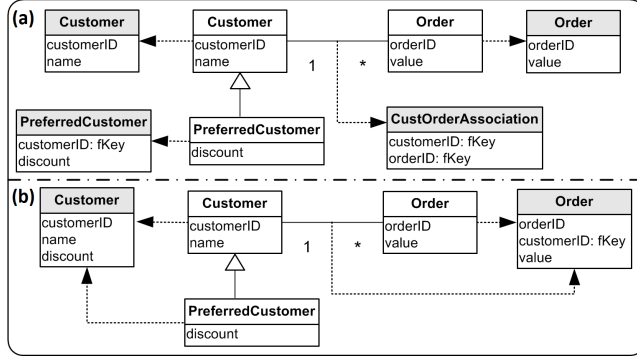 (a)
Customer
customerID
name
Customer
customerID
name
1
*
Order
orderID
value
Order
orderID
value
PreferredCustomer
customerID: fKey
discount
PreferredCustomer
discount
CustOrderAssociation
customerID: fKey
orderID: fKey
(b)
Customer
customerID
name
discount
Customer
customerID
name
1
*
Order
orderID
value
Order
orderID
customerID: fKey
value
PreferredCustomer
discount